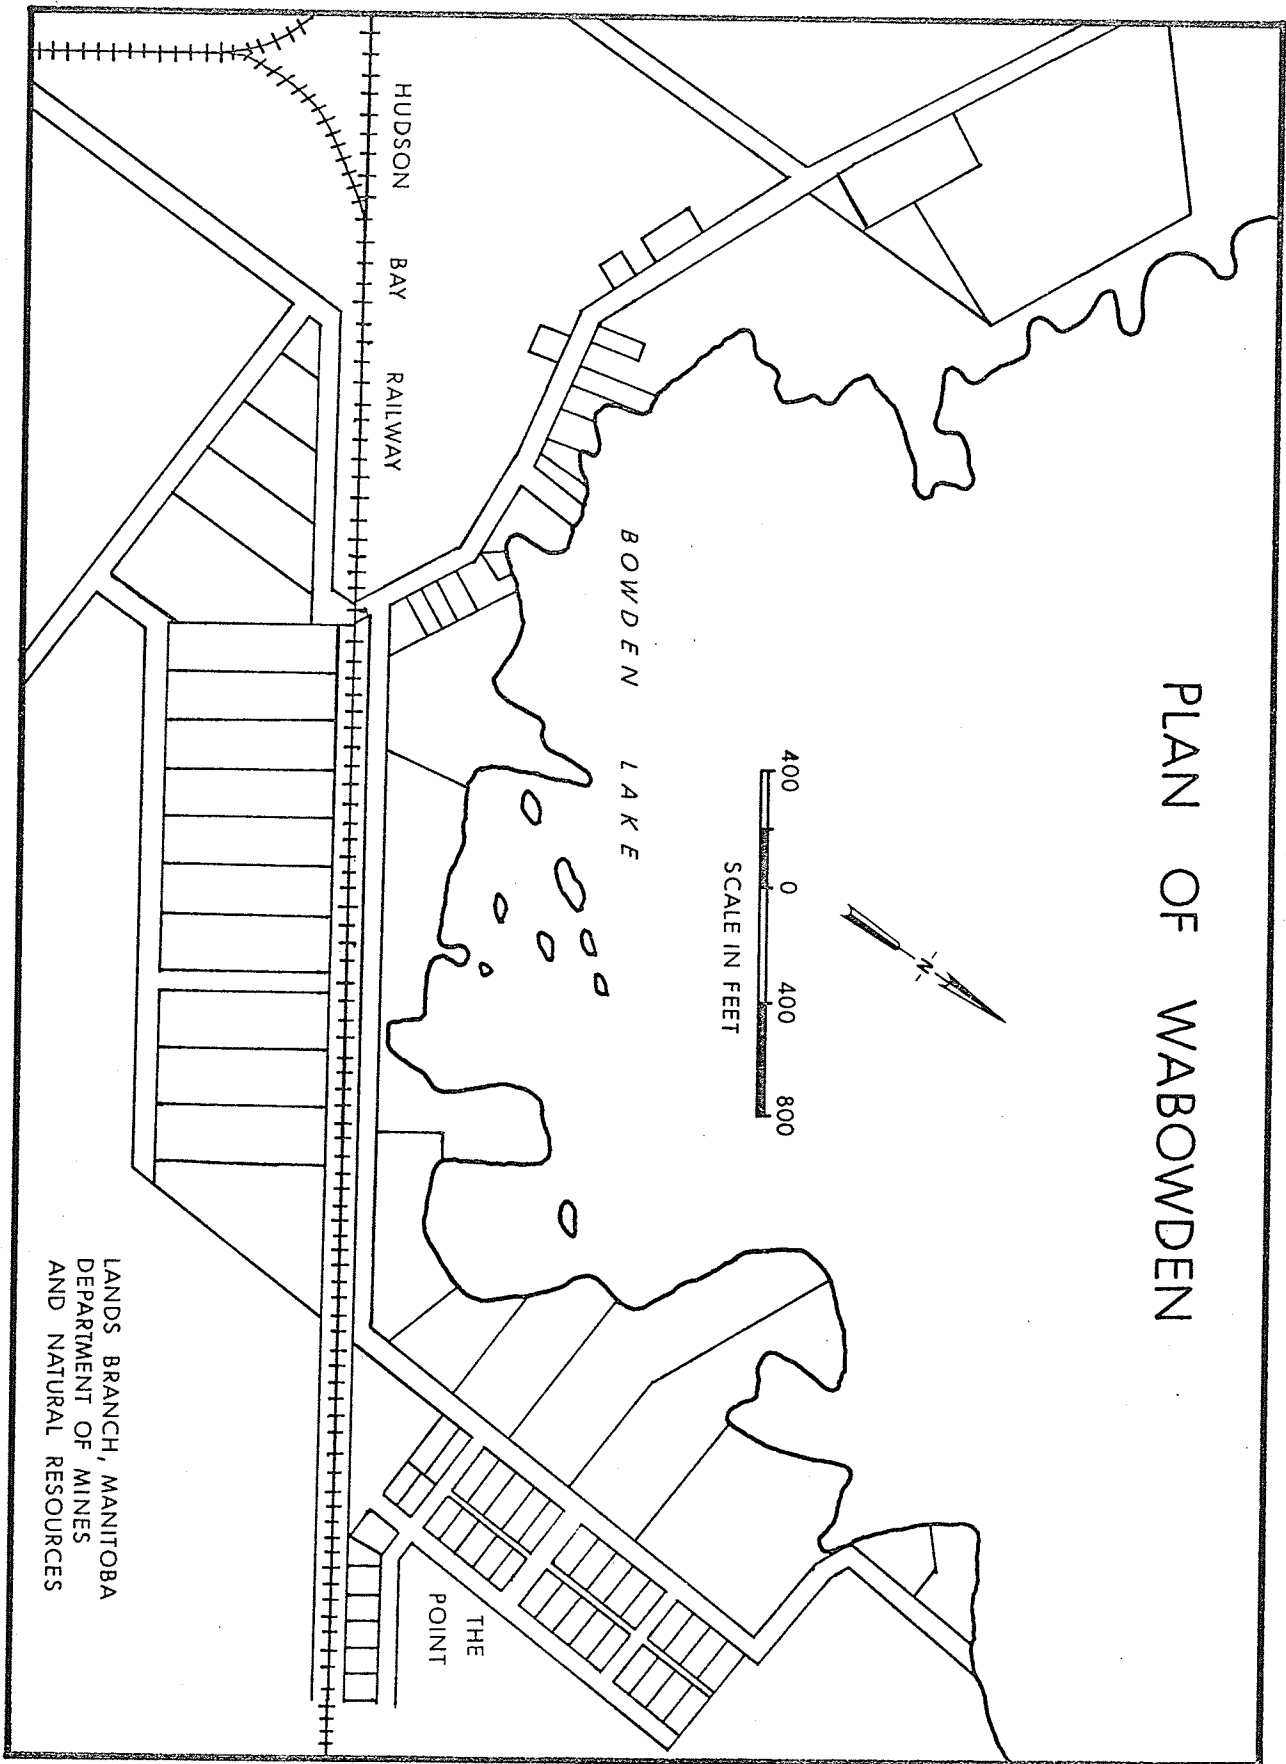 PLAN OF WABOWDEN
N
400 0 400 800
SCALE IN FEET
BOWDEN LAKE
HUDSON BAY RAILWAY
THE
POINT
LANDS BRANCH, MANITOBA
DEPARTMENT OF MINES
AND NATURAL RESOURCES